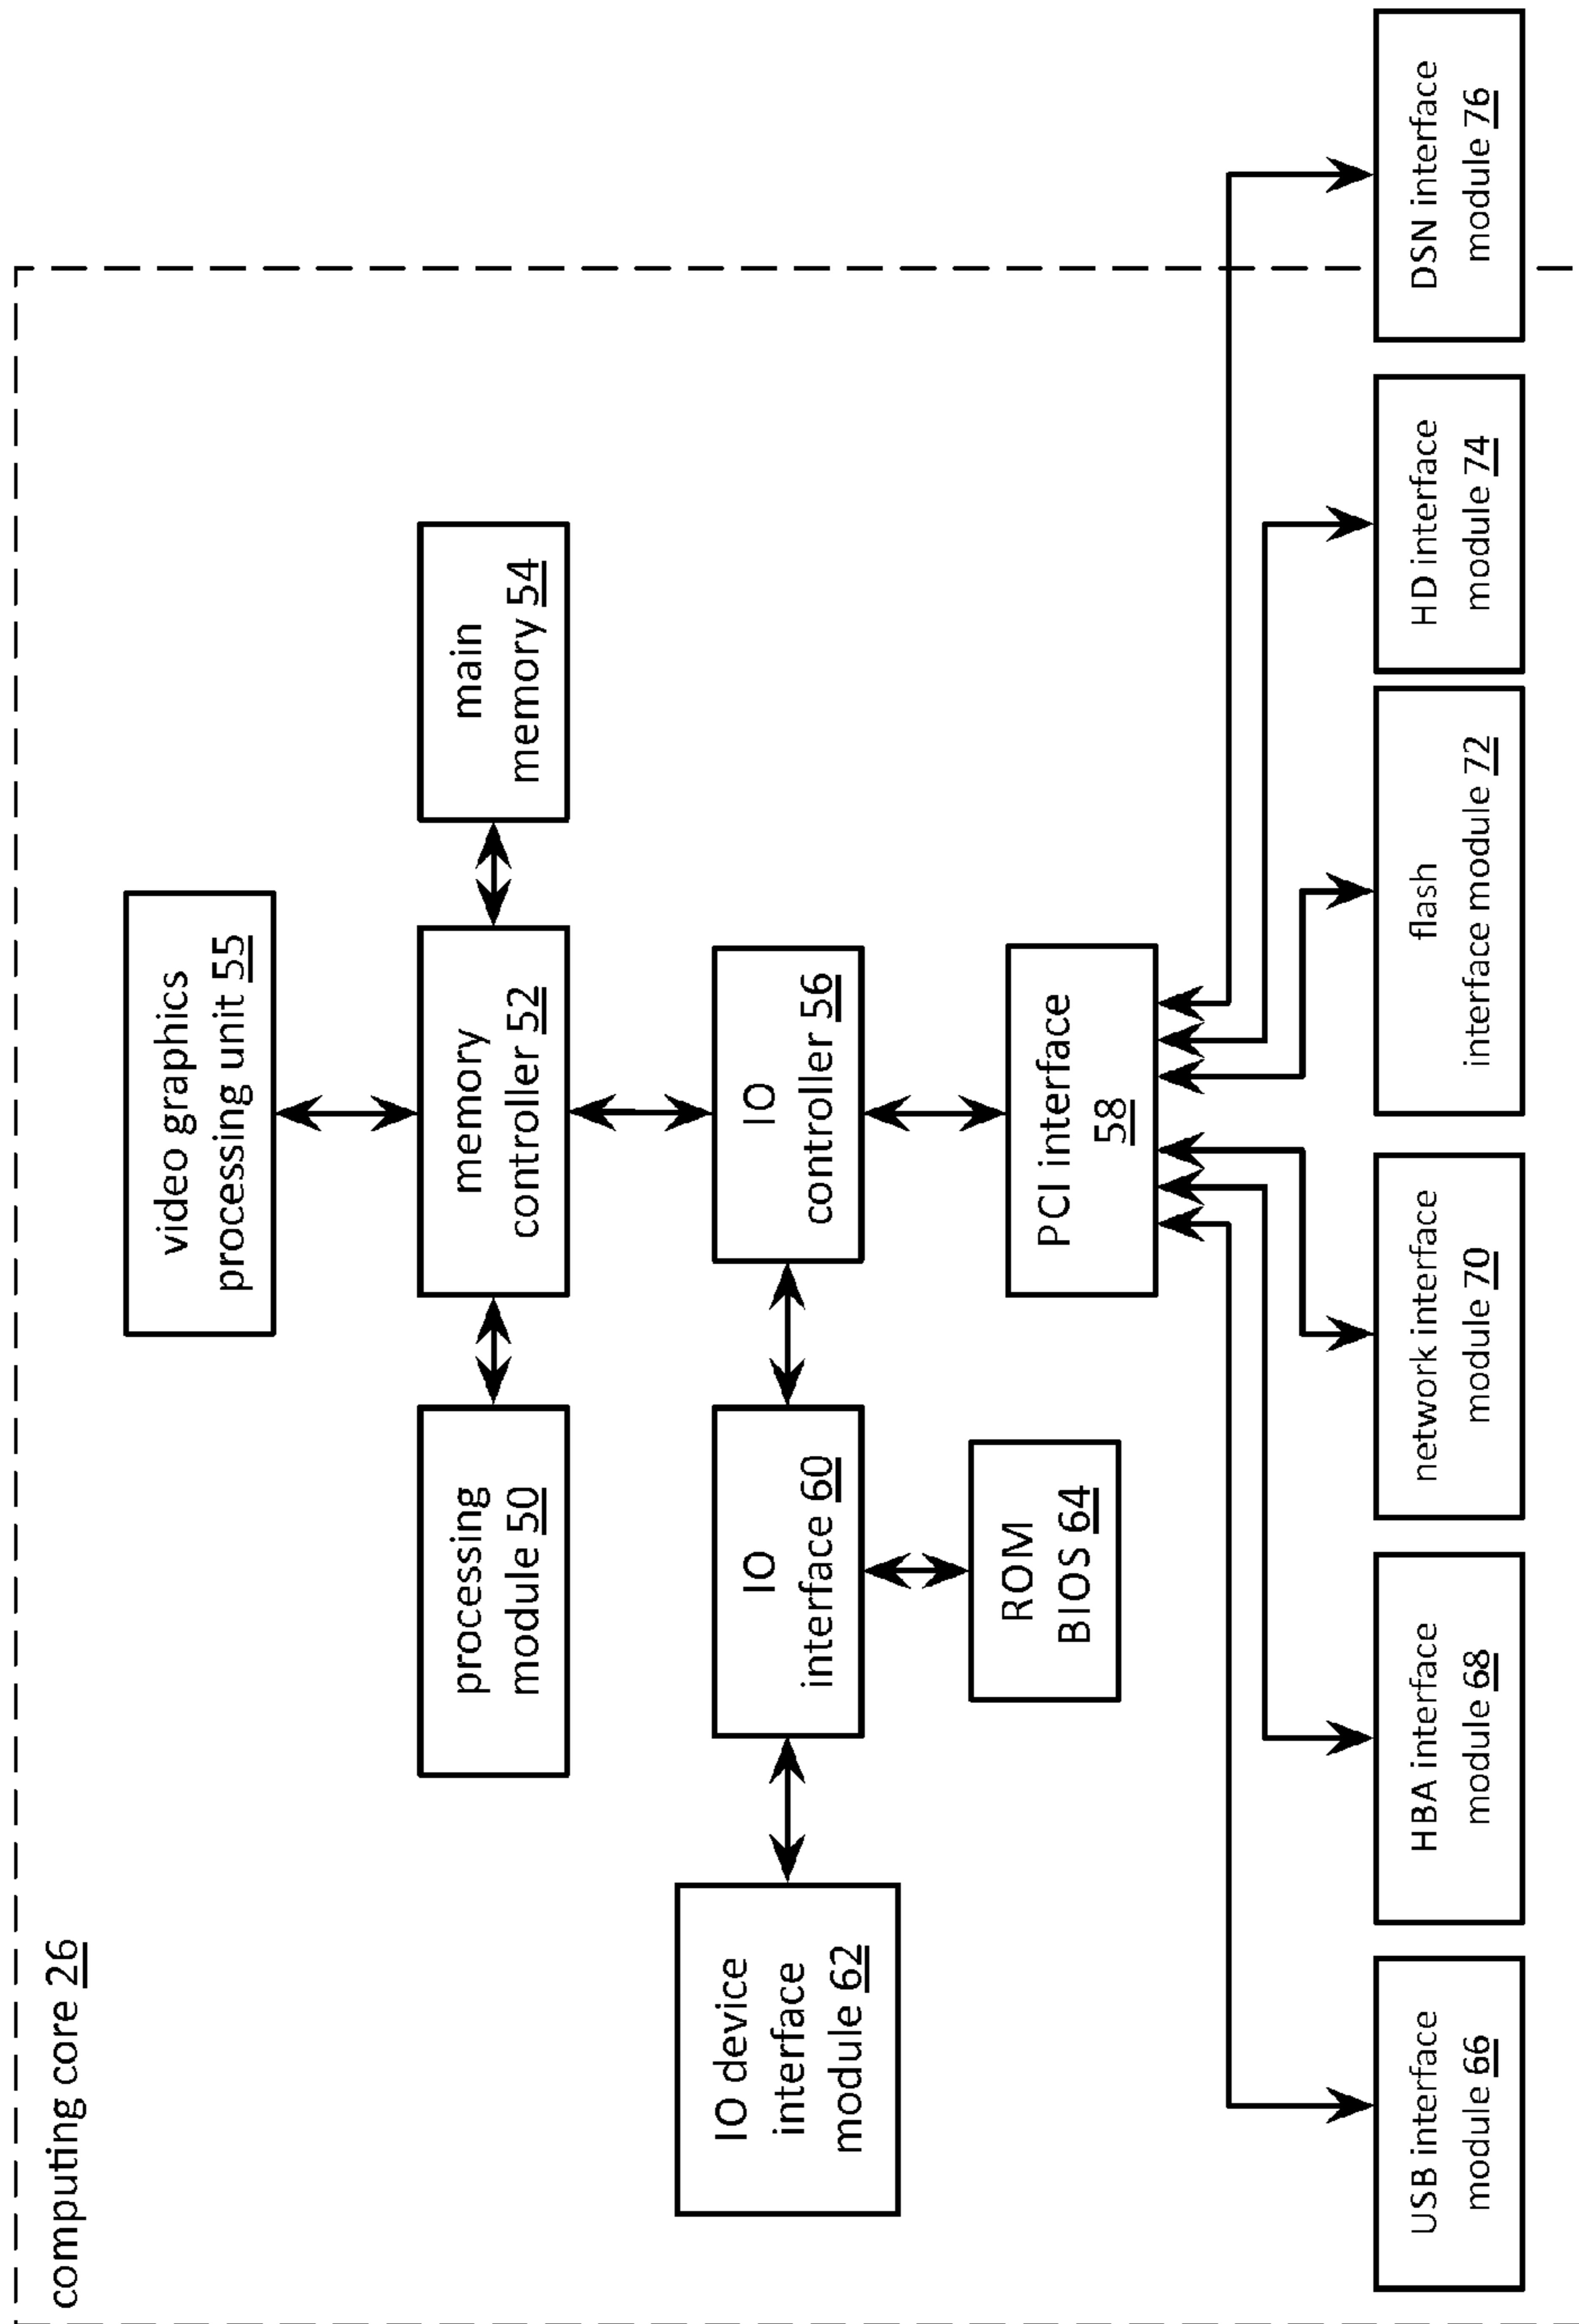 computing core 26
video graphics
processing unit 55
processing
module 50
memory
controller 52
main
memory 54
IO device
interface
module 62
IO
interface 60
IO
controller 56
ROM
BIOS 64
PCI interface
58
USB interface
module 66
HBA interface
module 68
network interface
module 70
flash
interface module 72
HD interface
module 74
DSN interface
module 76